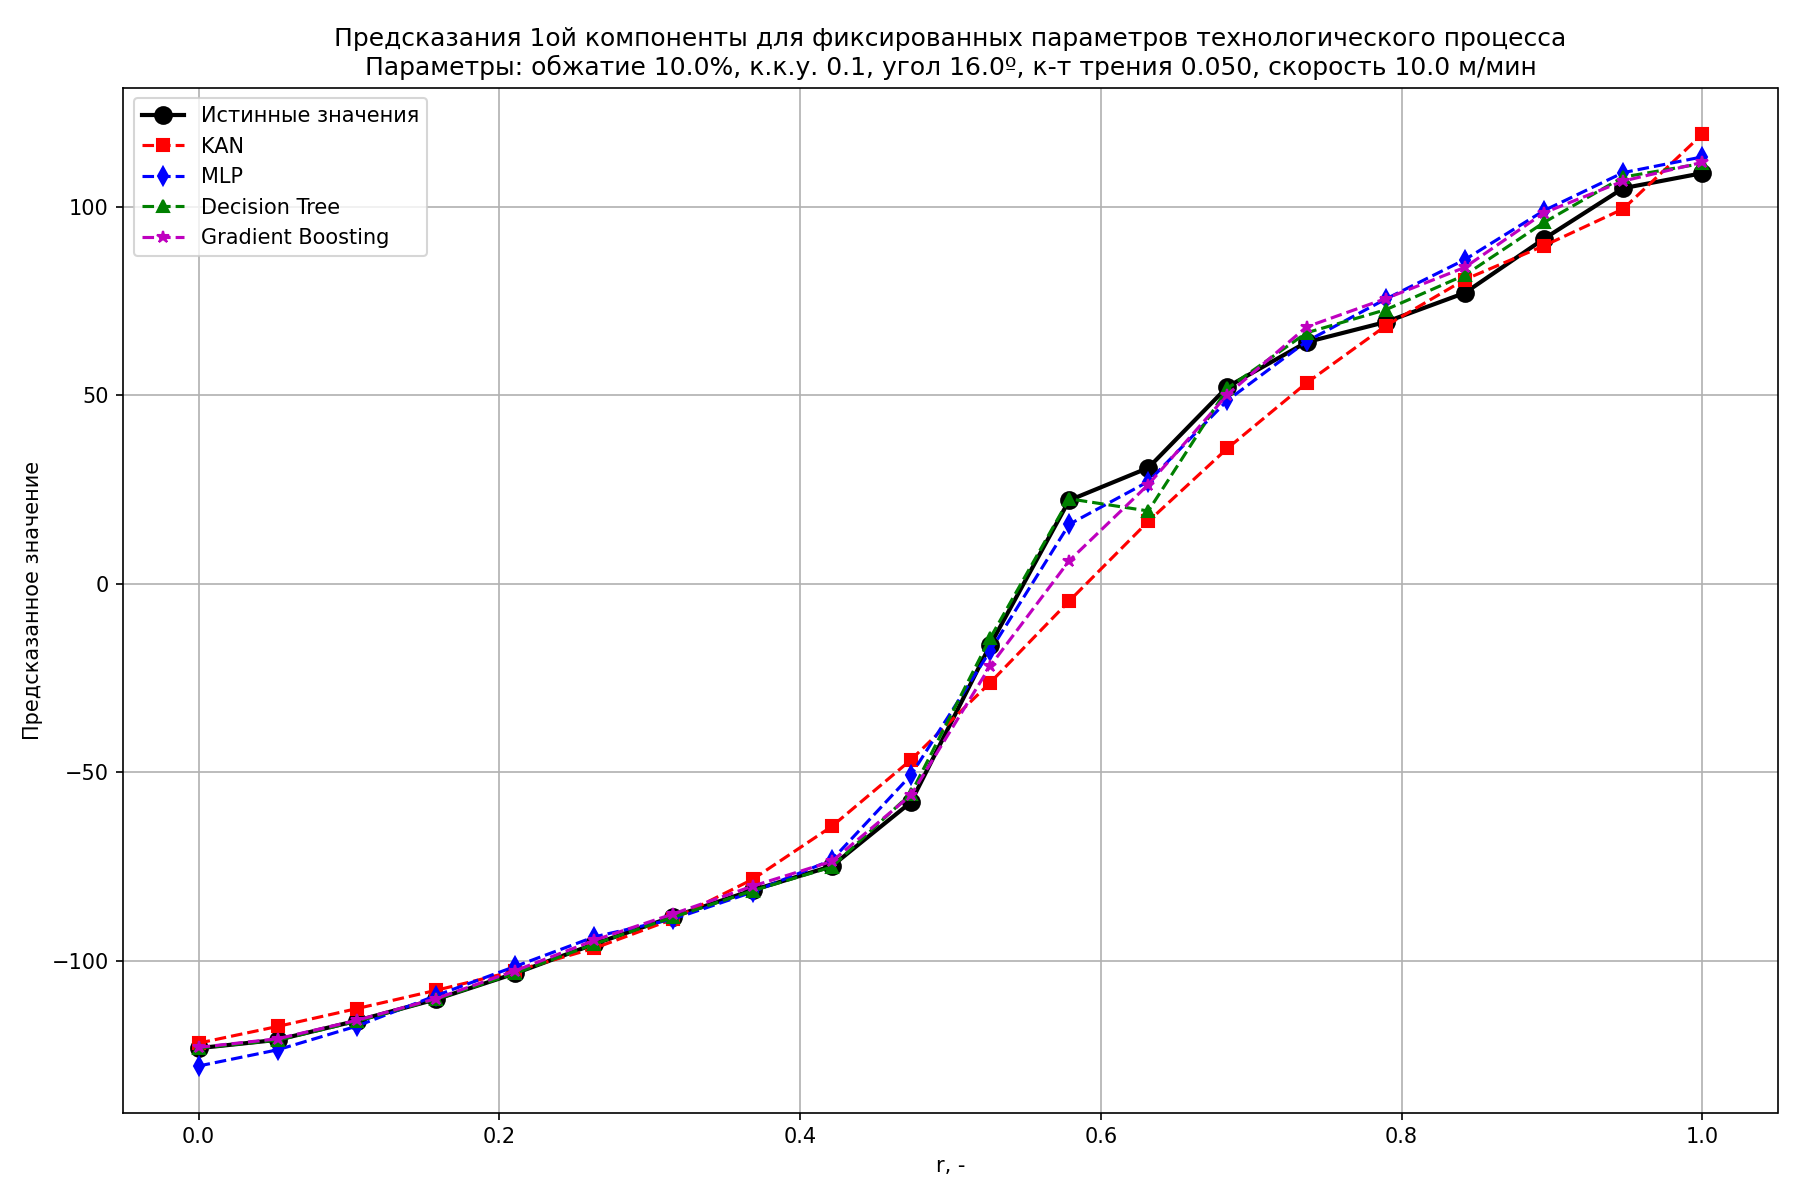 Предсказания 1ой компоненты для фиксированных параметров технологического процесса
Параметры: обжатие 10.0%, к.к.у. 0.1, угол 16.0º, к-т трения 0.050, скорость 10.0 м/мин
Истинные значения
KAN
MLP
Decision Tree
Gradient Boosting
Предсказанное значение
100
50
0
−50
−100
0.0 0.2 0.4 0.6 0.8 1.0
r, -